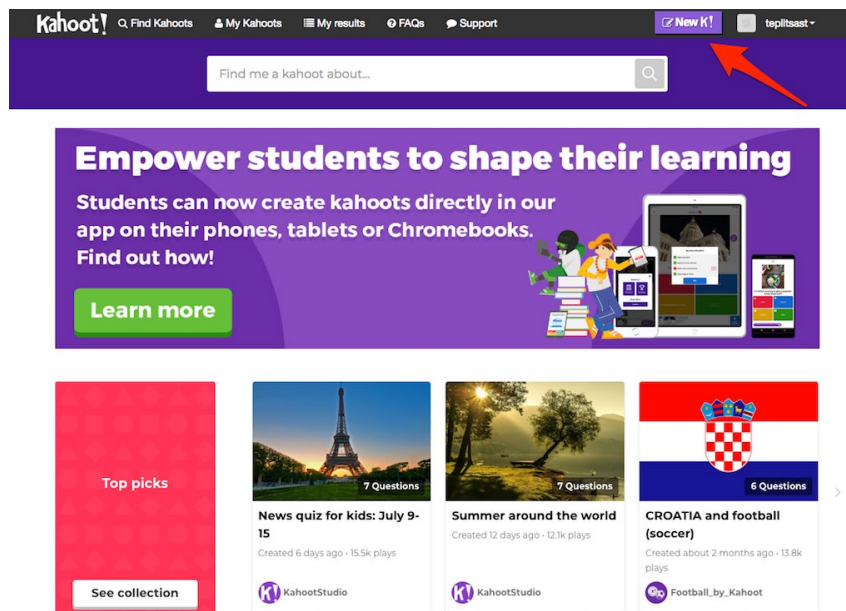 Kahoot! Find Kahoots My Kahoots My results FAQs Support New K! teplitsast
Find me a kahoot about...
Empower students to shape their learning
Students can now create kahoots directly in our
app on their phones, tablets or Chromebooks.
Find out how!
Learn more
Top picks
See collection
7 Questions
News quiz for kids: July 9-
15
Created 6 days ago • 15.5k plays
K! KahootStudio
7 Questions
Summer around the world
Created 12 days ago • 12.1k plays
K! KahootStudio
6 Questions
CROATIA and football
(soccer)
Created about 2 months ago • 13.8k
plays
Football_by_Kahoot